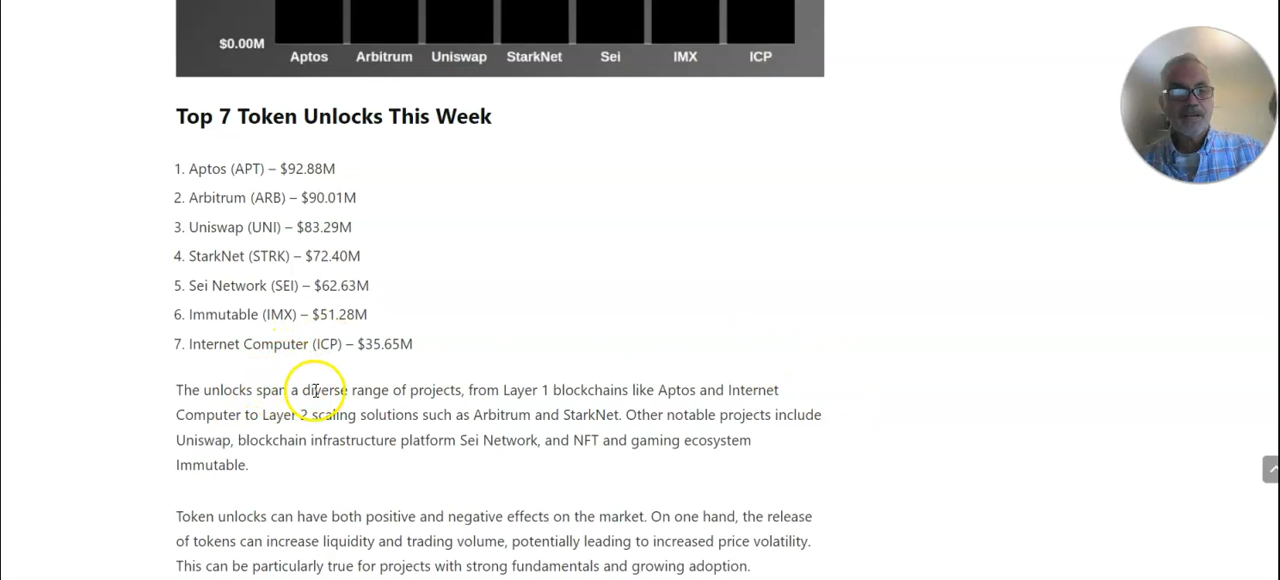 $0.00M
Aptos Arbitrum Uniswap StarkNet Sei IMX ICP
Top 7 Token Unlocks This Week
1. Aptos (APT) – $92.88M
2. Arbitrum (ARB) – $90.01M
3. Uniswap (UNI) – $83.29M
4. StarkNet (STRK) – $72.40M
5. Sei Network (SEI) – $62.63M
6. Immutable (IMX) – $51.28M
7. Internet Computer (ICP) – $35.65M
The unlocks span a diverse range of projects, from Layer 1 blockchains like Aptos and Internet
Computer to Layer 2 scaling solutions such as Arbitrum and StarkNet. Other notable projects include
Uniswap, blockchain infrastructure platform Sei Network, and NFT and gaming ecosystem
Immutable.
Token unlocks can have both positive and negative effects on the market. On one hand, the release
of tokens can increase liquidity and trading volume, potentially leading to increased price volatility.
This can be particularly true for projects with strong fundamentals and growing adoption.